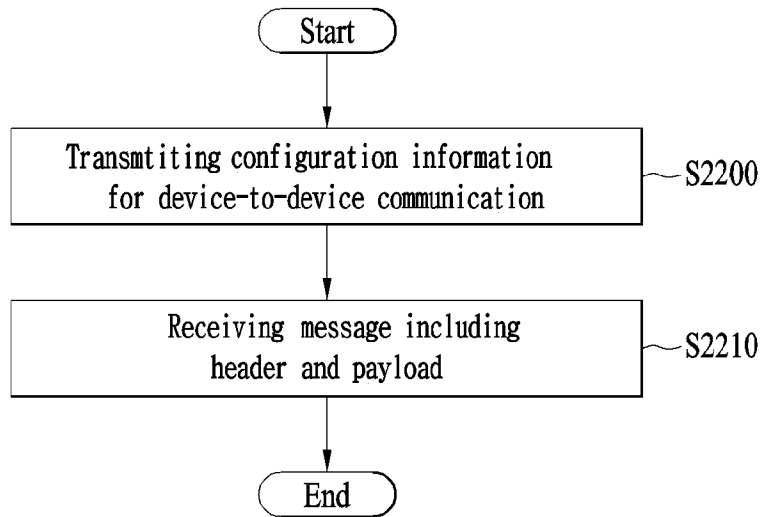 Start
Transmtiting configuration information
for device-to-device communication
S2200
Receiving message including
header and payload
S2210
End